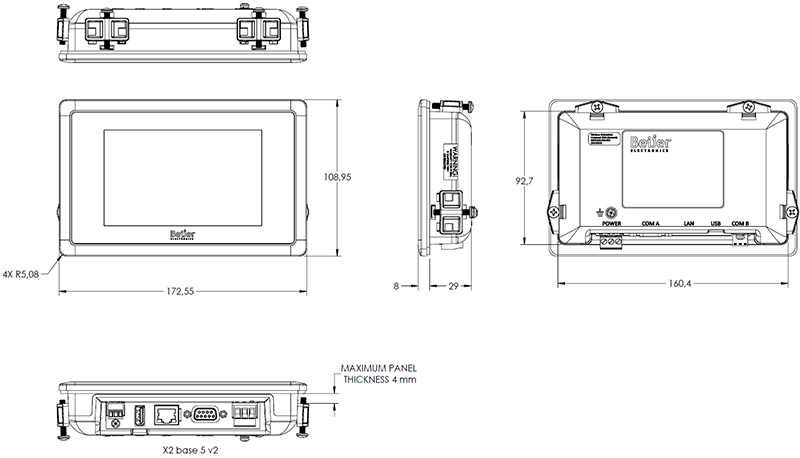 Beijer
ELECTRONICS
108,95
4X R5,08
172,55
WARNING!
8
29
Beijer
ELECTRONICS
92,7
POWER
COM A
LAN
USB
COM B
160,4
MAXIMUM PANEL
THICKNESS 4 mm
X2 base 5 v2